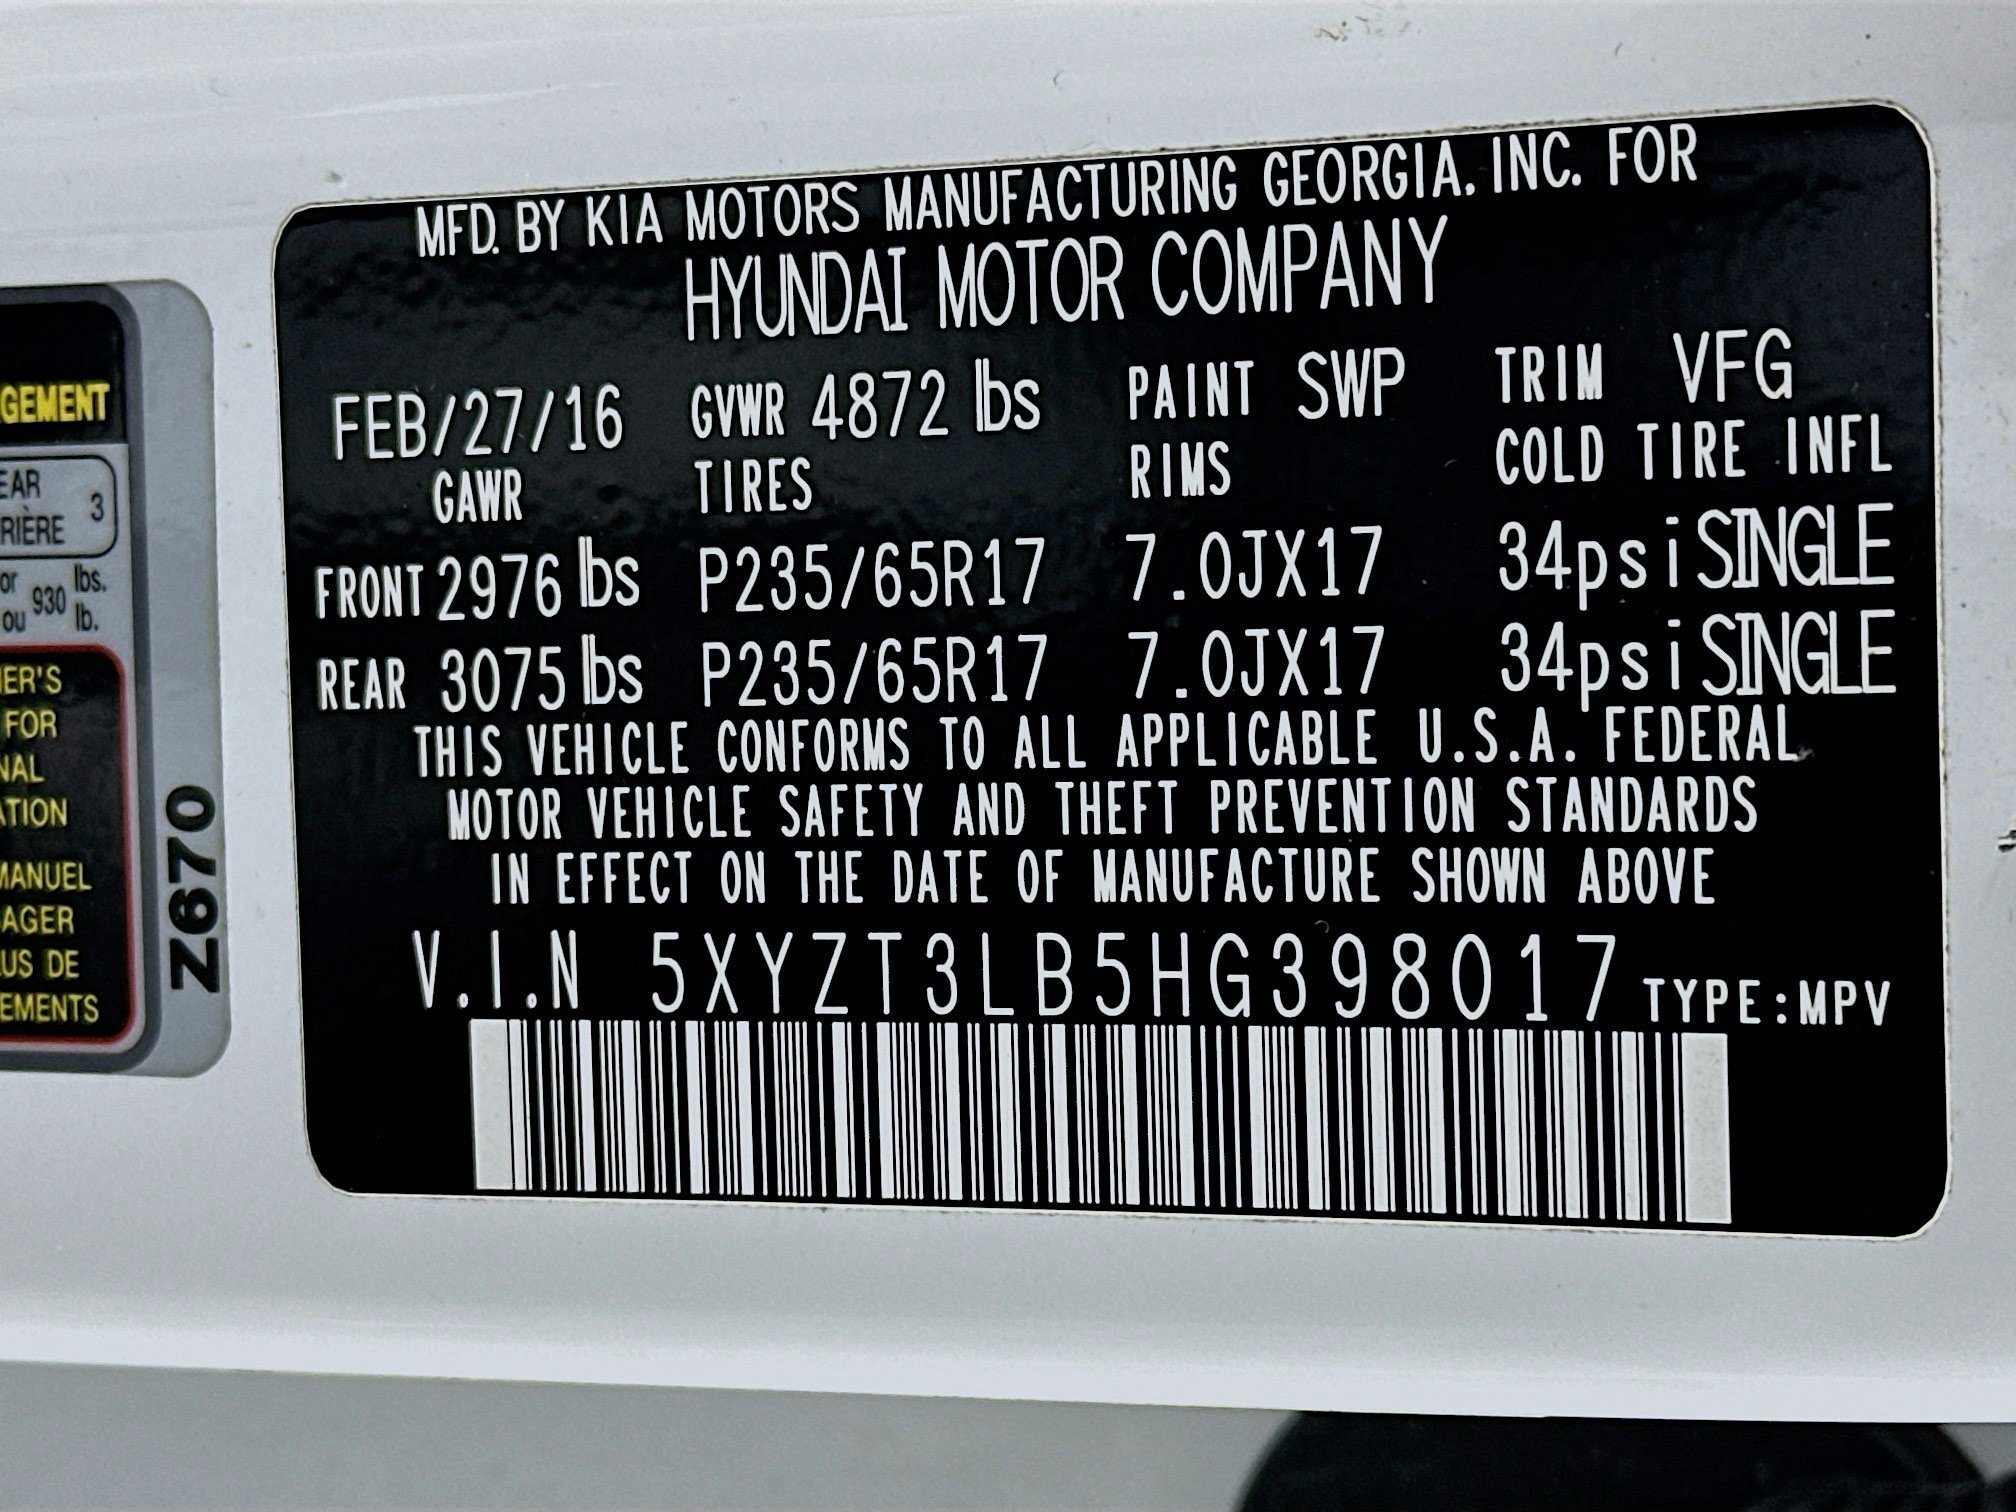 MFD. BY KIA MOTORS MANUFACTURING GEORGIA. INC. FOR
HYUNDAI MOTOR COMPANY
FEB/27/16 GVWR 4872 lbs PAINT SWP TRIM VFG
GAWR TIRES RIMS COLD TIRE INFL
FRONT 2976 lbs P235/65R17 7.0JX17 34psi SINGLE
REAR 3075 lbs P235/65R17 7.0JX17 34psi SINGLE
THIS VEHICLE CONFORMS TO ALL APPLICABLE U.S.A. FEDERAL
MOTOR VEHICLE SAFETY AND THEFT PREVENTION STANDARDS
IN EFFECT ON THE DATE OF MANUFACTURE SHOWN ABOVE
V.I.N 5XYZT3LB5HG398017 TYPE:MPV
GEMENT
EAR
RIÈRE 3
or 930 lbs.
ou lb.
ER'S
FOR
NAL
ATION
MANUEL
AGER
US DE
EMENTS
Z670